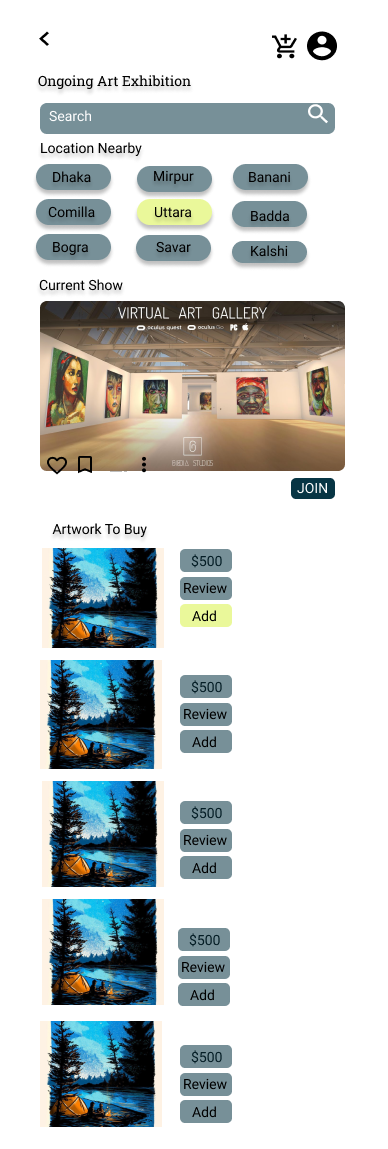 Ongoing Art Exhibition
Search
Location Nearby
Dhaka Mirpur Banani
Comilla Uttara Badda
Bogra Savar Kalshi
Current Show
VIRTUAL ART GALLERY
oculus quest oculus Go
STUDIOS
JOIN
Artwork To Buy
$500
Review
Add
$500
Review
Add
$500
Review
Add
$500
Review
Add
$500
Review
Add